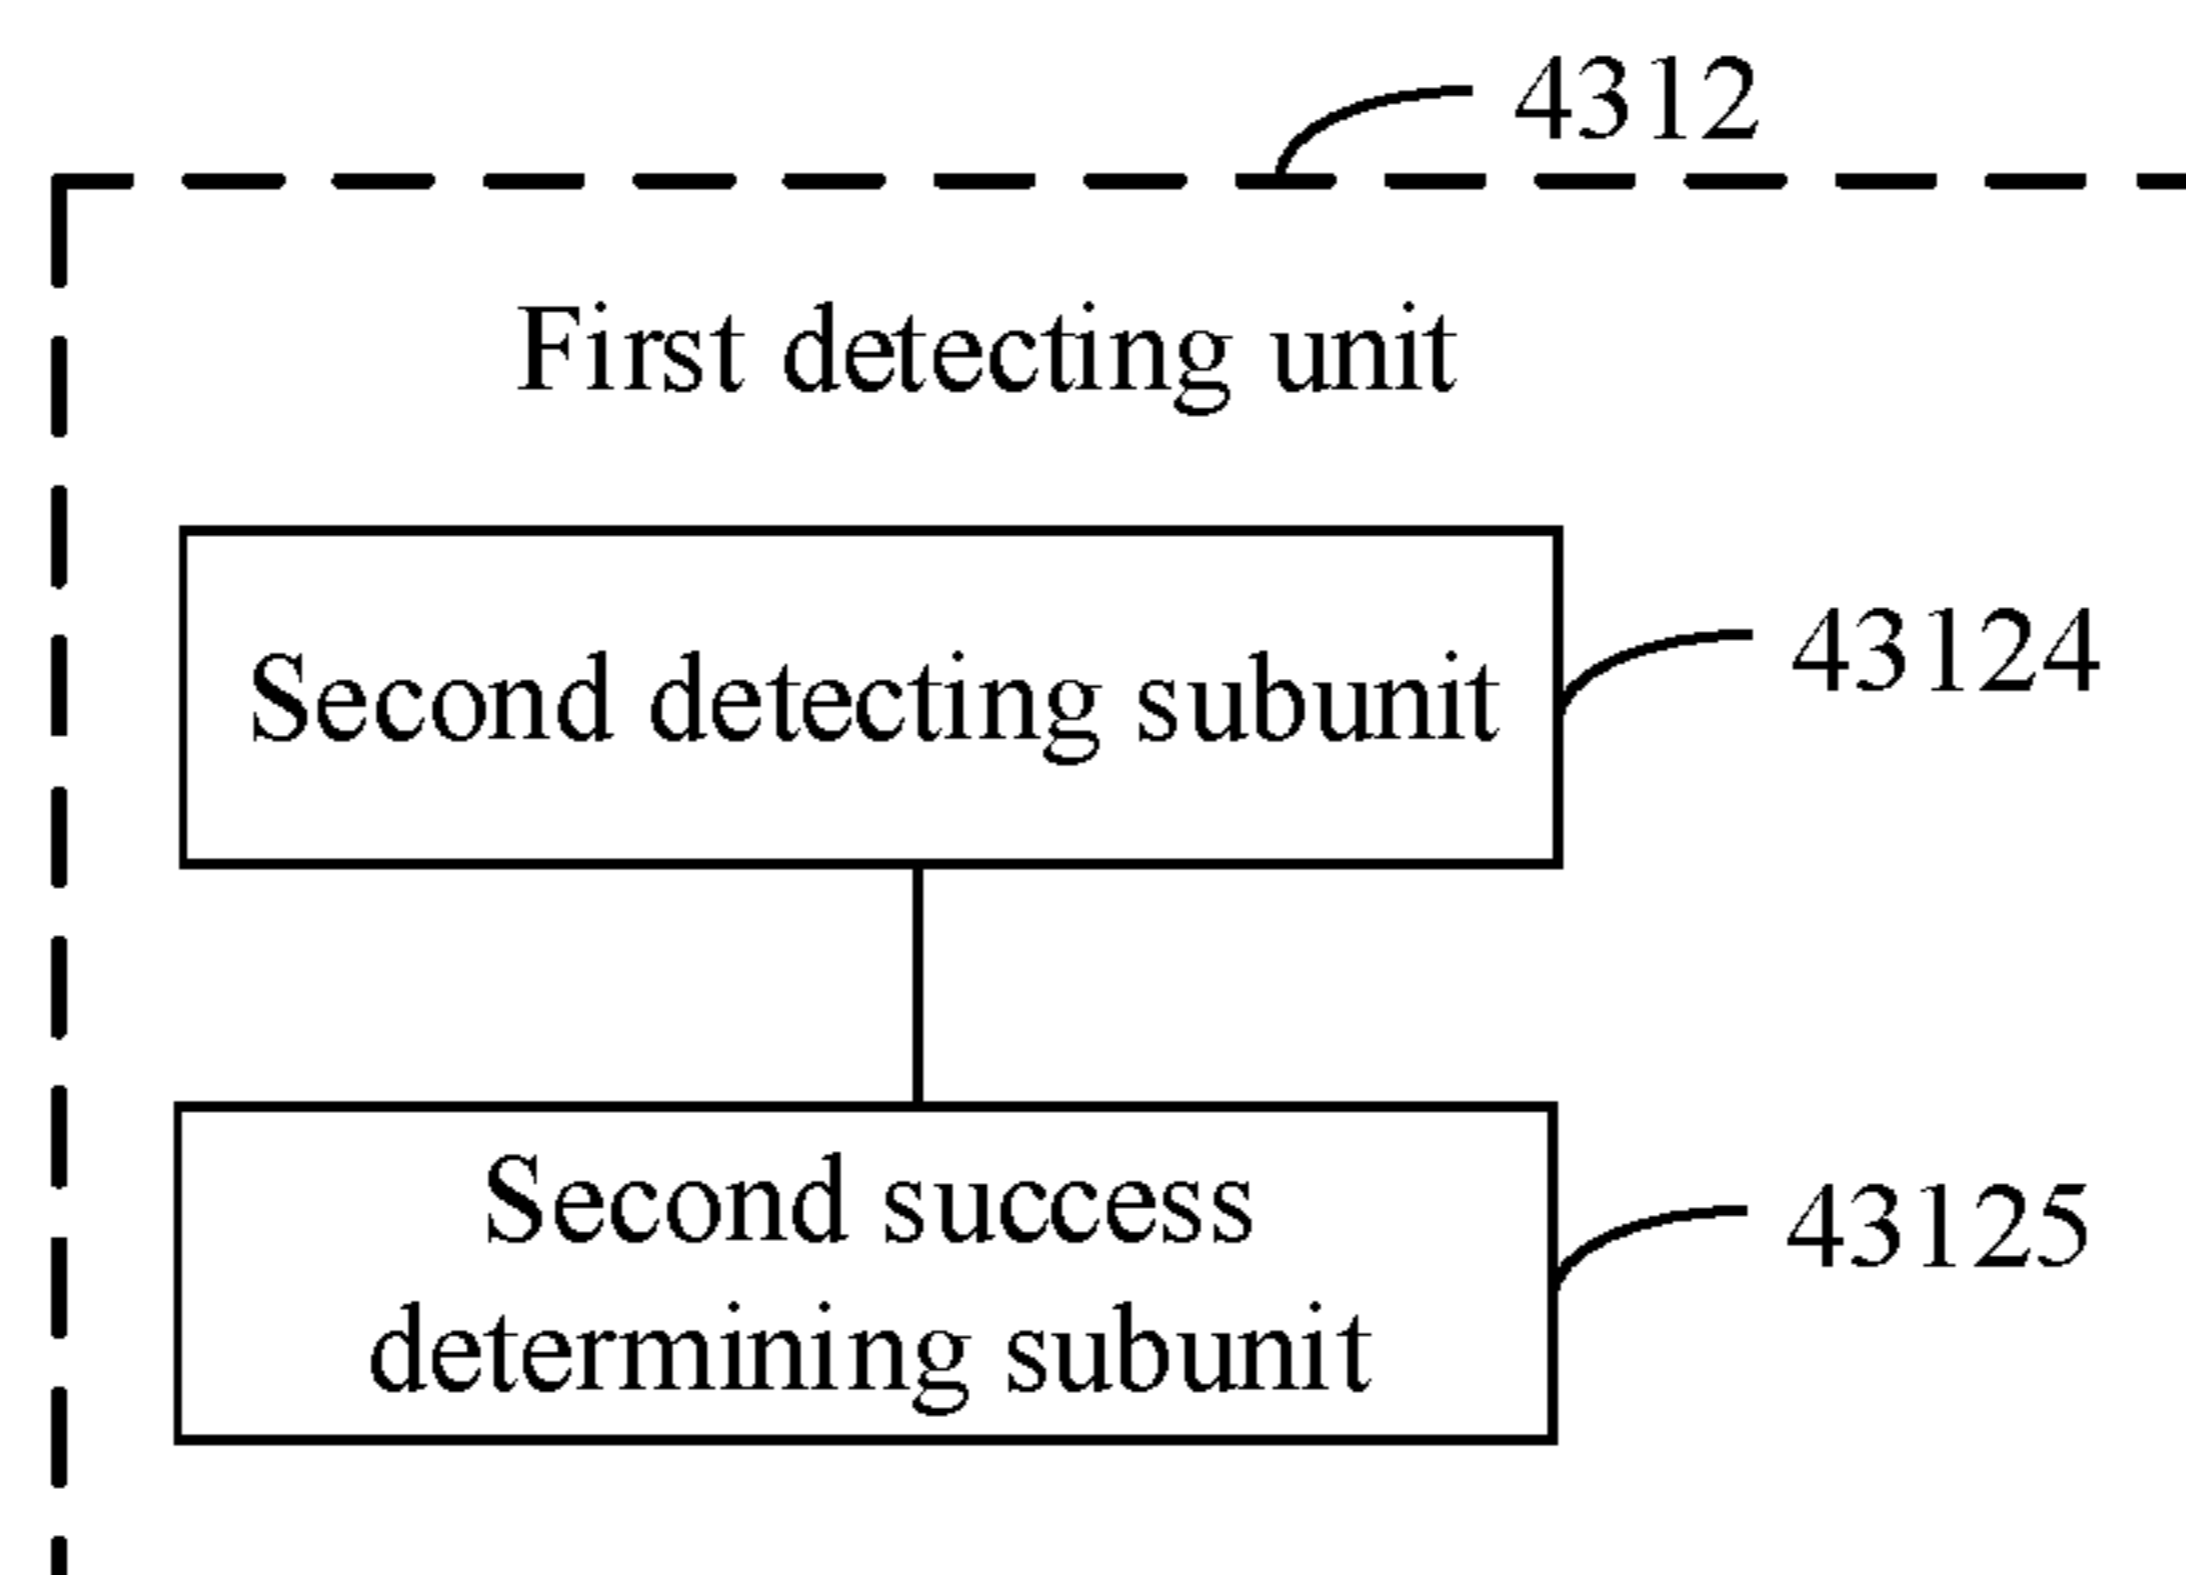 4312
First detecting unit
Second detecting subunit
43124
Second success
determining subunit
43125